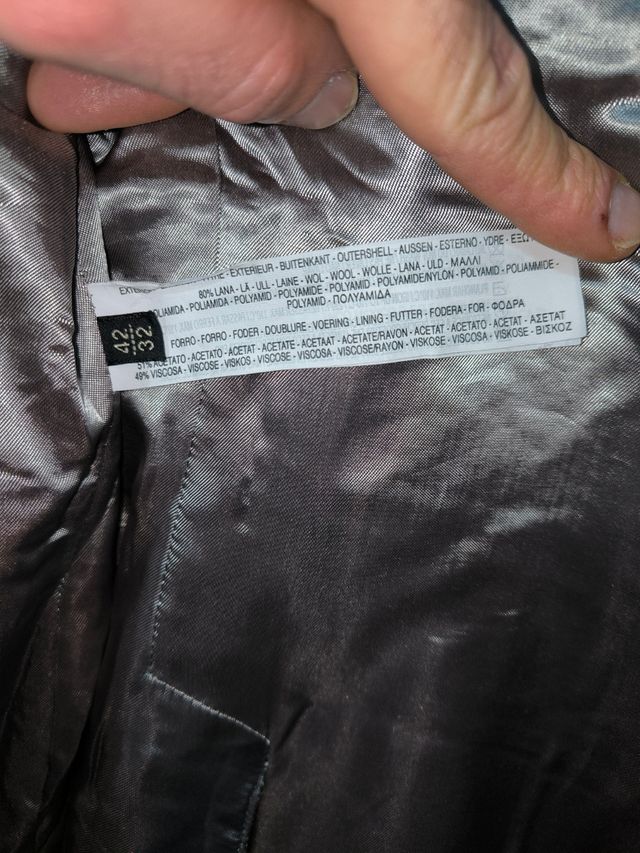 EXTERIEUR - BUITENKANT - OUTERSHELL - AUSSEN - ESTERNO - YDRE
80% LANA - LÃ - ULL - LAINE - WOL - WOOL - WOLLE - LANA - ULD - ΜΑΛΛΙ
POLIAMIDA - POLIAMIDA - POLYAMID - POLYAMIDE - POLYAMID - POLYAMIDE/NYLON - POLYAMID - POLIAMMIDE -
POLYAMID - ΠΟΛΥΑΜΙΔΑ
FORRO - FORRO - FODER - DOUBLURE - VOERING - LINING - FUTTER - FODERA - FOR - ΦΟΔΡΑ
51% ACETATO - ACETATO - ACETAT - ACETATE - ACETAAT - ACETATE/RAYON - ACETAT - ACETATO - ACETAT - ΑΣΕΤΑΤ
49% VISCOSA - VISCOSE - VISKOS - VISCOSE - VISCOSE - VISCOSE/RAYON - VISKOSE - VISCOSA - VISKOSE - ΒΙΣΚΟΖ
42
32